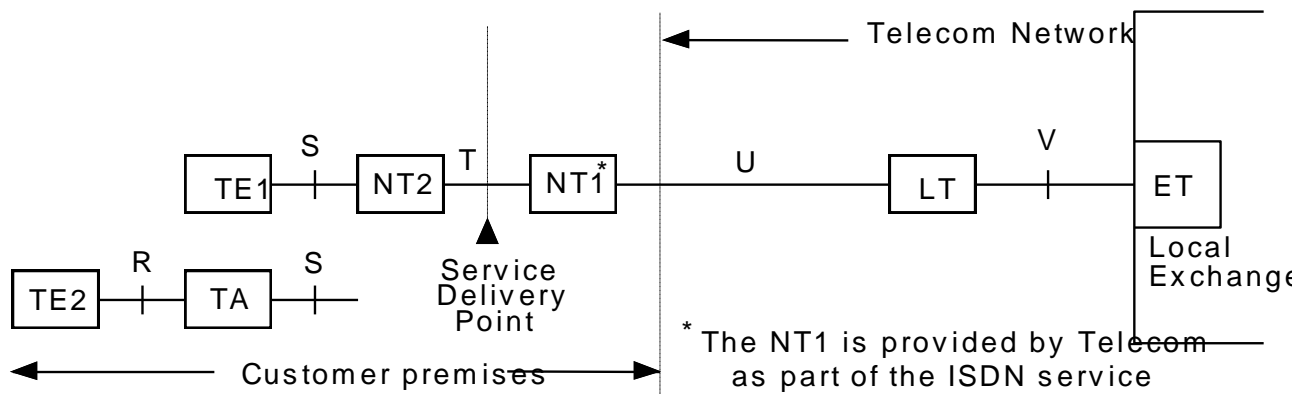 Telecom Network
S
T
U
V
TE1
NT2
NT1*
LT
ET
R
S
TE2
TA
Service
Delivery
Point
Local
Exchange
* The NT1 is provided by Telecom
as part of the ISDN service
Customer premises